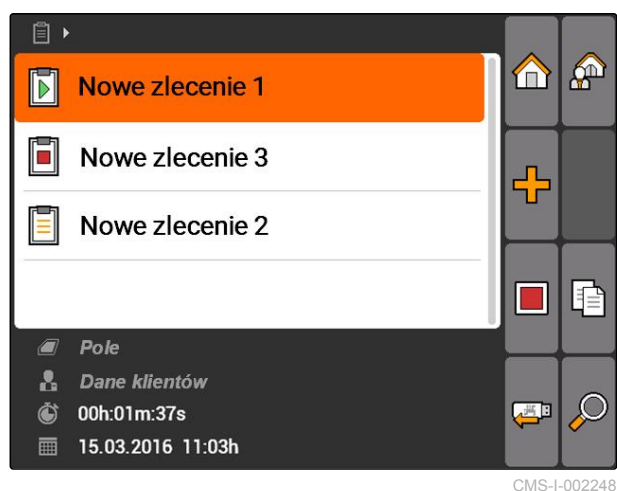 Nowe zlecenie 1
Nowe zlecenie 3
Nowe zlecenie 2
Pole
Dane klientów
00h:01m:37s
15.03.2016 11:03h
CMS-I-002248